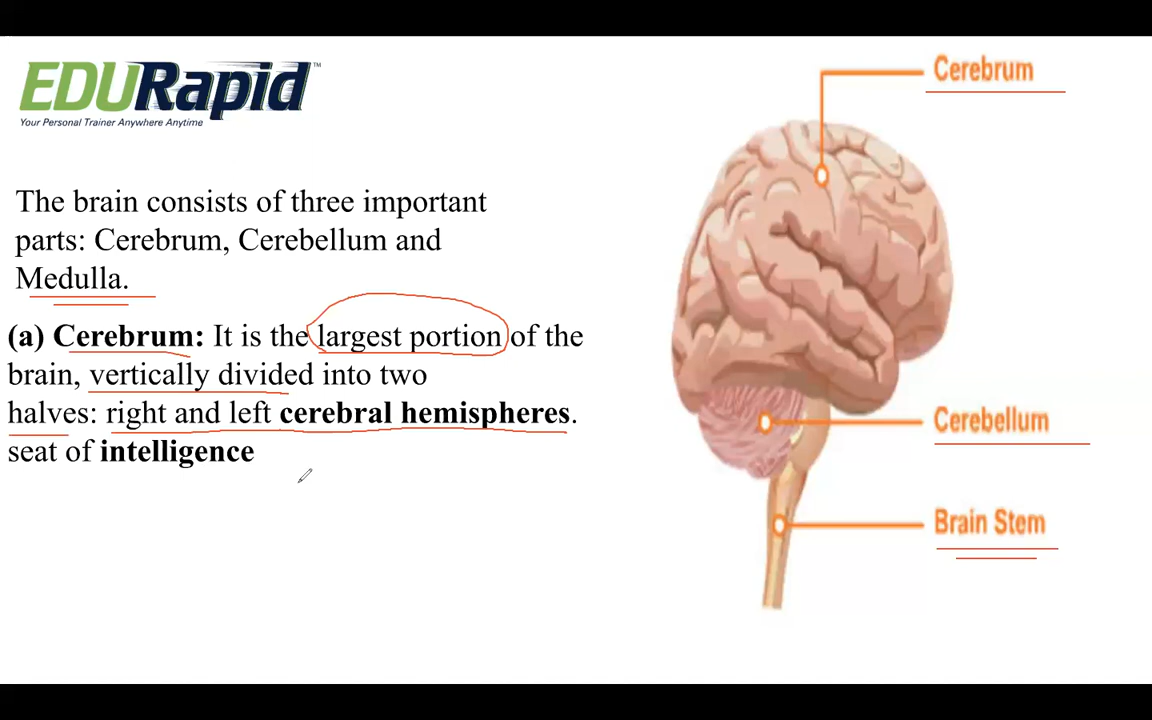 EDURapid™
Your Personal Trainer Anywhere Anytime
The brain consists of three important
parts: Cerebrum, Cerebellum and
Medulla.
(a) Cerebrum: It is the largest portion of the
brain, vertically divided into two
halves: right and left cerebral hemispheres.
seat of intelligence
Cerebrum
Cerebellum
Brain Stem